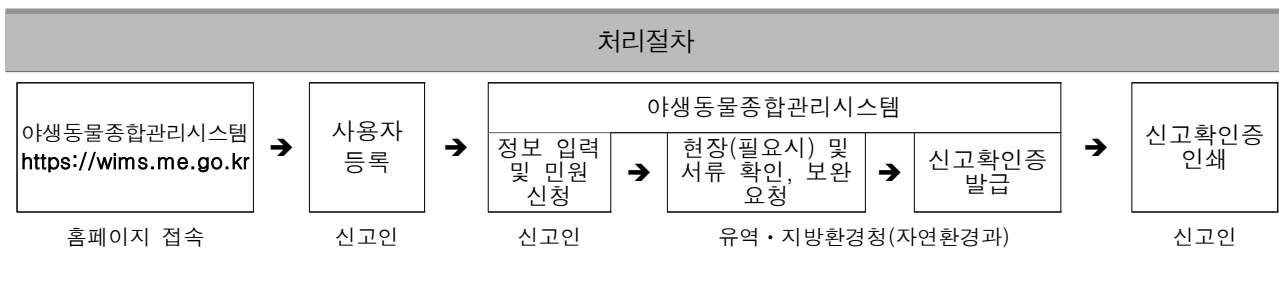 처리절차
야생동물종합관리시스템
https://wims.me.go.kr
➔
사용자
등록
➔
야생동물종합관리시스템
정보 입력
및 민원
신청
➔
현장(필요시) 및
서류 확인, 보완
요청
➔
신고확인증
발급
➔
신고확인증
인쇄
홈페이지 접속
신고인
신고인
유역・지방환경청(자연환경과)
신고인